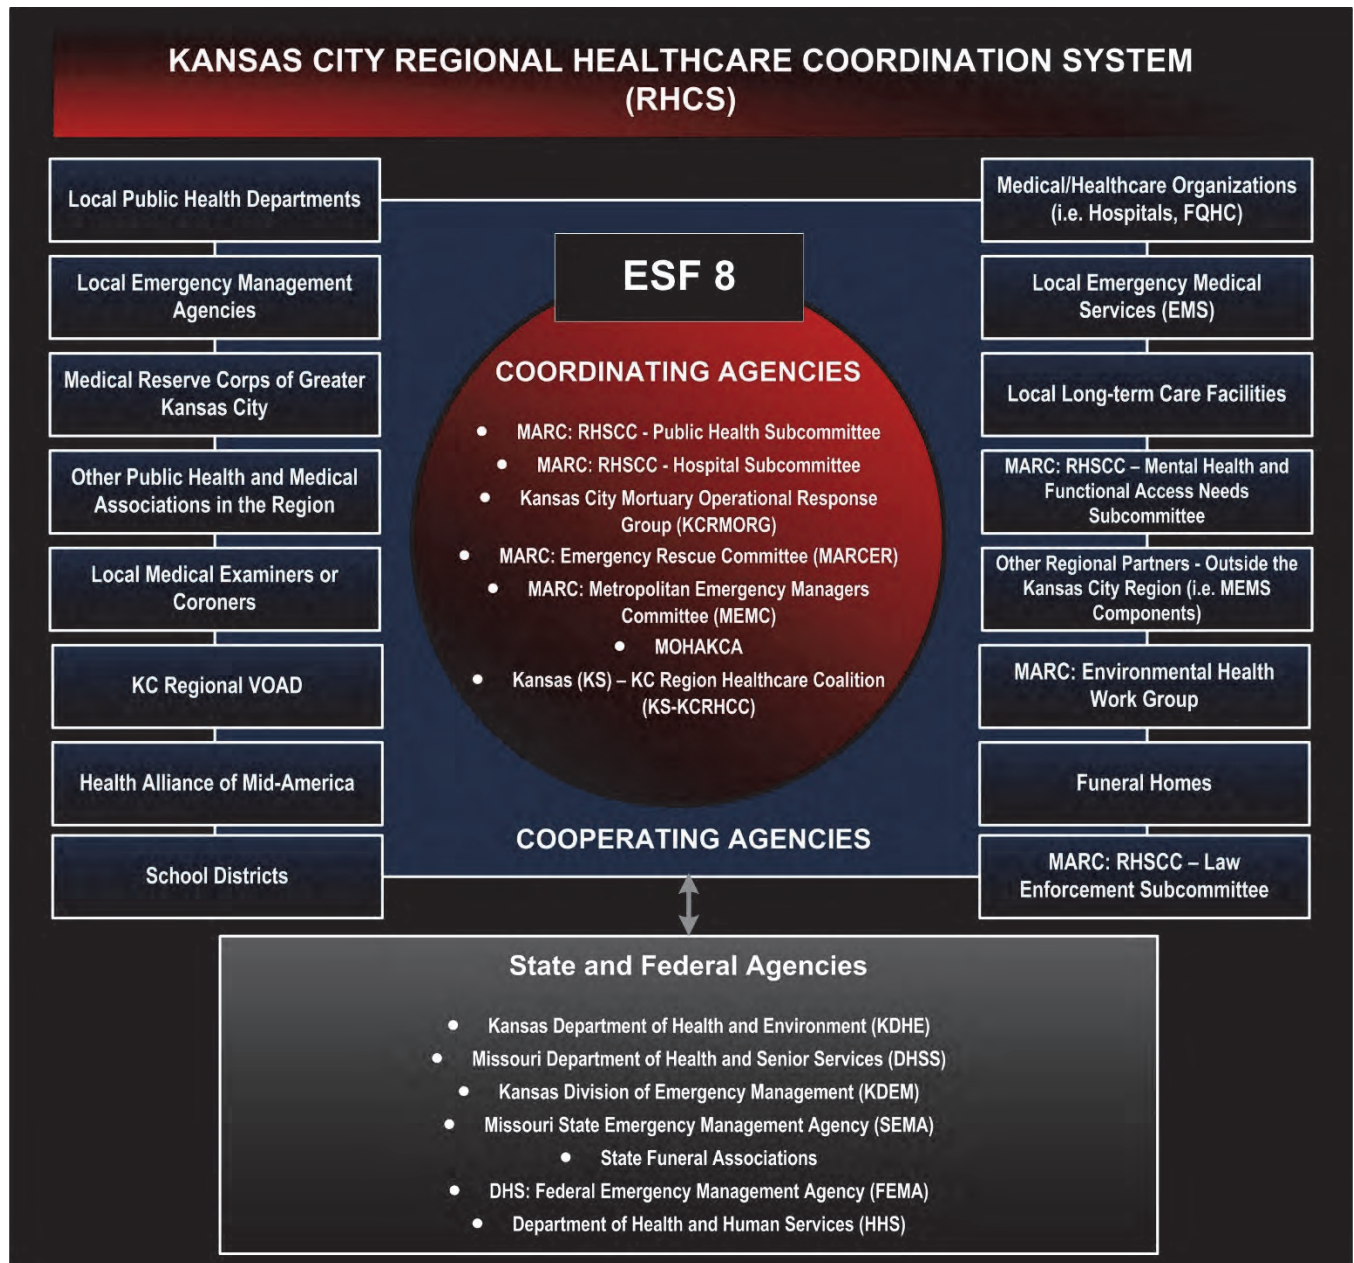 KANSAS CITY REGIONAL HEALTHCARE COORDINATION SYSTEM
(RHCS)
Local Public Health Departments
Local Emergency Management
Agencies
Medical Reserve Corps of Greater
Kansas City
Other Public Health and Medical
Associations in the Region
Local Medical Examiners or
Coroners
KC Regional VOAD
Health Alliance of Mid-America
School Districts
ESF 8
COORDINATING AGENCIES
• MARC: RHSCC - Public Health Subcommittee
• MARC: RHSCC - Hospital Subcommittee
• Kansas City Mortuary Operational Response
Group (KCRMORG)
• MARC: Emergency Rescue Committee (MARCER)
• MARC: Metropolitan Emergency Managers
Committee (MEMC)
• MOHAKCA
• Kansas (KS) – KC Region Healthcare Coalition
(KS-KCRHCC)
COOPERATING AGENCIES
Medical/Healthcare Organizations
(i.e. Hospitals, FQHC)
Local Emergency Medical
Services (EMS)
Local Long-term Care Facilities
MARC: RHSCC – Mental Health and
Functional Access Needs
Subcommittee
Other Regional Partners - Outside the
Kansas City Region (i.e. MEMS
Components)
MARC: Environmental Health
Work Group
Funeral Homes
MARC: RHSCC – Law
Enforcement Subcommittee
State and Federal Agencies
• Kansas Department of Health and Environment (KDHE)
• Missouri Department of Health and Senior Services (DHSS)
• Kansas Division of Emergency Management (KDEM)
• Missouri State Emergency Management Agency (SEMA)
• State Funeral Associations
• DHS: Federal Emergency Management Agency (FEMA)
• Department of Health and Human Services (HHS)